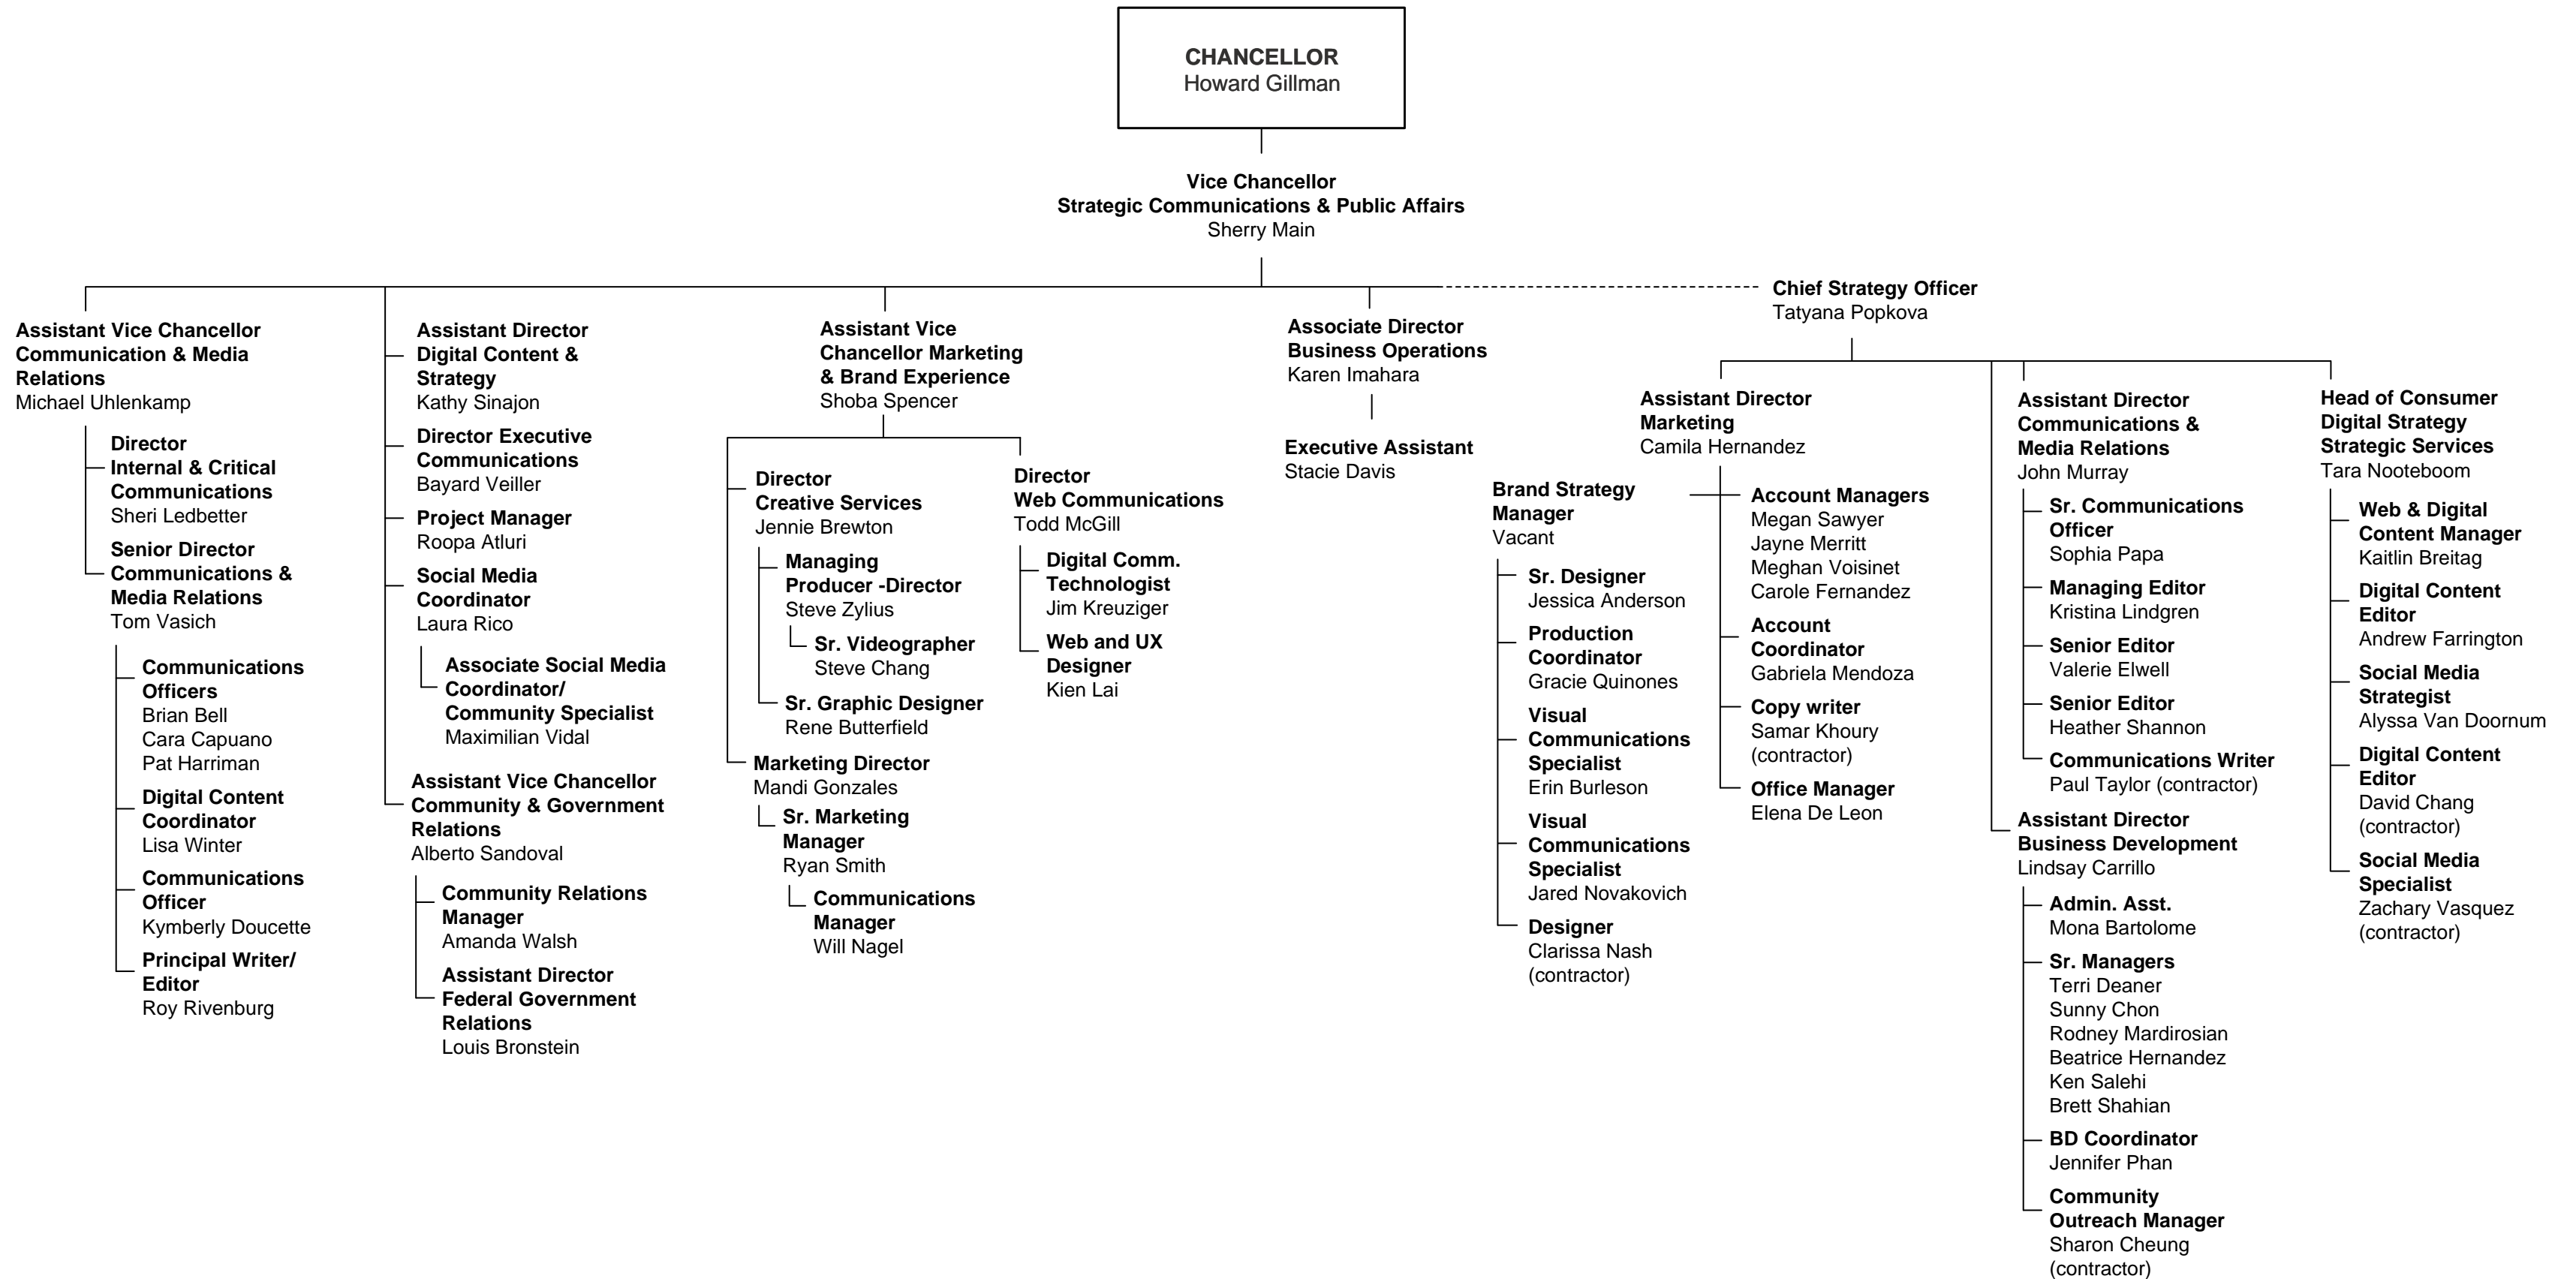 CHANCELLOR
Howard Gillman
Vice Chancellor
Strategic Communications & Public Affairs
Sherry Main
Assistant Vice Chancellor
Communication & Media
Relations
Michael Uhlenkamp
Director
Internal & Critical
Communications
Sheri Ledbetter
Senior Director
Communications &
Media Relations
Tom Vasich
Communications
Officers
Brian Bell
Cara Capuano
Pat Harriman
Digital Content
Coordinator
Lisa Winter
Communications
Officer
Kymberly Doucette
Principal Writer/
Editor
Roy Rivenburg
Assistant Director
Digital Content &
Strategy
Kathy Sinajon
Director Executive
Communications
Bayard Veiller
Project Manager
Roopa Atluri
Social Media
Coordinator
Laura Rico
Associate Social Media
Coordinator/
Community Specialist
Maximilian Vidal
Assistant Vice Chancellor
Community & Government
Relations
Alberto Sandoval
Community Relations
Manager
Amanda Walsh
Assistant Director
Federal Government
Relations
Louis Bronstein
Assistant Vice
Chancellor Marketing
& Brand Experience
Shoba Spencer
Director
Creative Services
Jennie Brewton
Managing
Producer -Director
Steve Zylius
Sr. Videographer
Steve Chang
Sr. Graphic Designer
Rene Butterfield
Marketing Director
Mandi Gonzales
Sr. Marketing
Manager
Ryan Smith
Communications
Manager
Will Nagel
Director
Web Communications
Todd McGill
Digital Comm.
Technologist
Jim Kreuziger
Web and UX
Designer
Kien Lai
Associate Director
Business Operations
Karen Imahara
Executive Assistant
Stacie Davis
Chief Strategy Officer
Tatyana Popkova
Assistant Director
Marketing
Camila Hernandez
Brand Strategy
Manager
Vacant
Sr. Designer
Jessica Anderson
Production
Coordinator
Gracie Quinones
Visual
Communications
Specialist
Erin Burleson
Visual
Communications
Specialist
Jared Novakovich
Designer
Clarissa Nash
(contractor)
Account Managers
Megan Sawyer
Jayne Merritt
Meghan Voisinet
Carole Fernandez
Account
Coordinator
Gabriela Mendoza
Copy writer
Samar Khoury
(contractor)
Office Manager
Elena De Leon
Assistant Director
Communications &
Media Relations
John Murray
Sr. Communications
Officer
Sophia Papa
Managing Editor
Kristina Lindgren
Senior Editor
Valerie Elwell
Senior Editor
Heather Shannon
Communications Writer
Paul Taylor (contractor)
Assistant Director
Business Development
Lindsay Carrillo
Admin. Asst.
Mona Bartolome
Sr. Managers
Terri Deaner
Sunny Chon
Rodney Mardirosian
Beatrice Hernandez
Ken Salehi
Brett Shahian
BD Coordinator
Jennifer Phan
Community
Outreach Manager
Sharon Cheung
(contractor)
Head of Consumer
Digital Strategy
Strategic Services
Tara Nooteboom
Web & Digital
Content Manager
Kaitlin Breitag
Digital Content
Editor
Andrew Farrington
Social Media
Strategist
Alyssa Van Doornum
Digital Content
Editor
David Chang
(contractor)
Social Media
Specialist
Zachary Vasquez
(contractor)